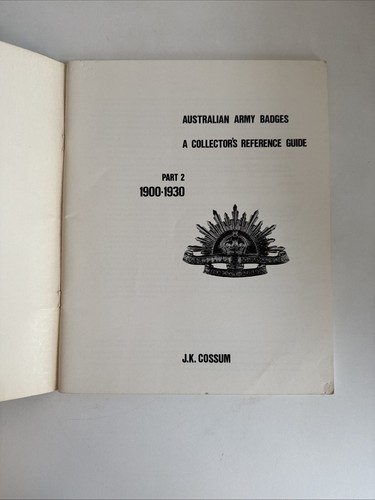 AUSTRALIAN ARMY BADGES
A COLLECTOR'S REFERENCE GUIDE
PART 2
1900-1930
J.K. COSSUM